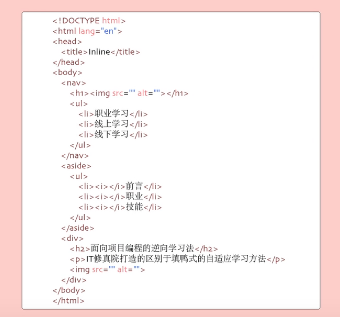 <!DOCTYPE html>
<html lang="en">
<head>
<title>Inline</title>
</head>
<body>
<nav>
<h1><img src="" alt=""></h1>
<ul>
<li>职业学习</li>
<li>线上学习</li>
<li>线下学习</li>
</ul>
</nav>
<aside>
<ul>
<li><i></i>前言</li>
<li><i></i>职业</li>
<li><i></i>技能</li>
</ul>
</aside>
<div>
<h2>面向项目编程的逆向学习法</h2>
<p>IT修真院打造的区别于填鸭式的自适应学习方法</p>
<img src="" alt="">
</div>
</body>
</html>